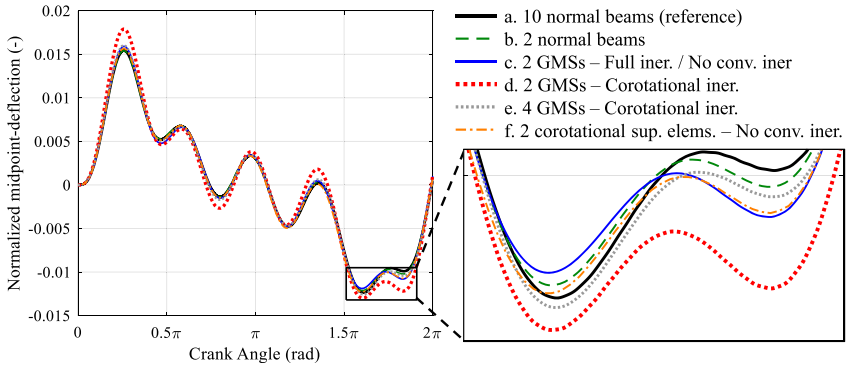 0.02
0.015
0.01
0.005
0
-0.005
-0.01
-0.015
Normalized midpoint-deflection (-)
0 0.5π π 1.5π 2π
Crank Angle (rad)
a. 10 normal beams (reference)
b. 2 normal beams
c. 2 GMSs – Full iner. / No conv. iner
d. 2 GMSs – Corotational iner.
e. 4 GMSs – Corotational iner.
f. 2 corotational sup. elems. – No conv. iner.